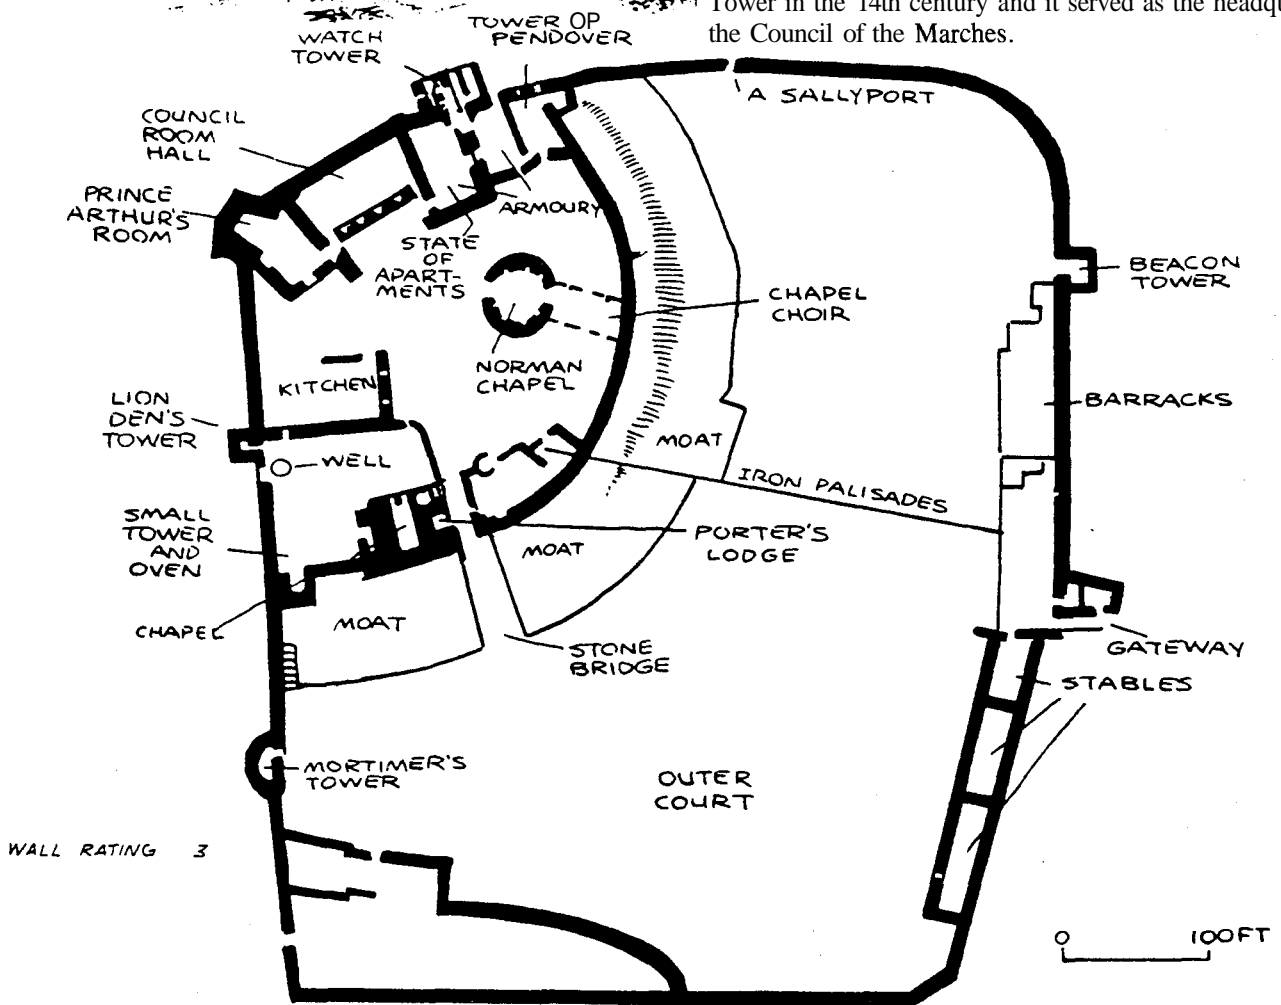 Tower in the 14th century and it served as the
the Council of the Marches.
WATCH
TOWER
TOWER OP
PENDOVER
A SALLYPORT
COUNCIL
ROOM
HALL
PRINCE
ARTHUR'S
ROOM
ARMOURY
STATE
OF
APART-
MENTS
BEACON
TOWER
CHAPEL
CHOIR
NORMAN
CHAPEL
KITCHEN
LION
DEN'S
TOWER
BARRACKS
WELL
MOAT
IRON PALISADES
SMALL
TOWER
AND
OVEN
PORTER'S
LODGE
MOAT
CHAPEL
MOAT
STONE
BRIDGE
GATEWAY
STABLES
MORTIMER'S
TOWER
OUTER
COURT
WALL RATING 3
0 100FT